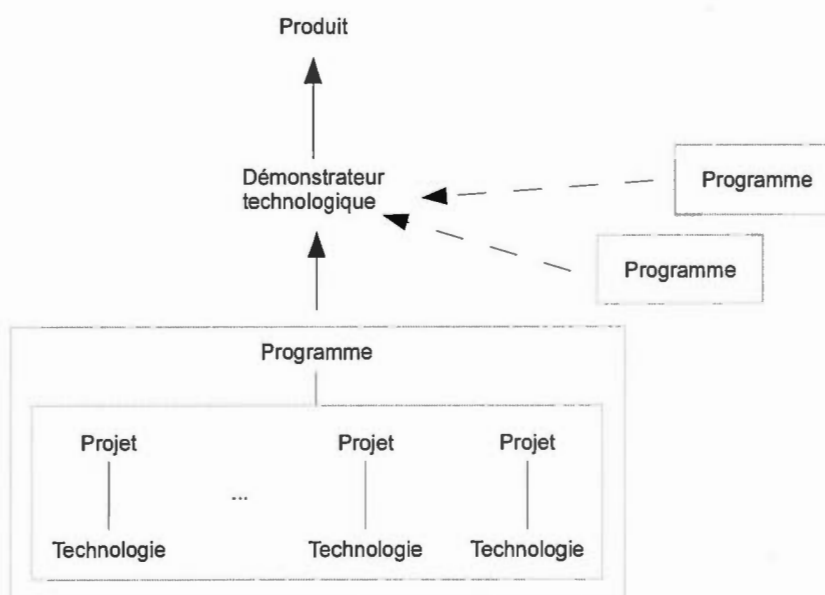 Produit
Démonstrateur
technologique
Programme
Programme
Programme
Projet
Projet
Projet
...
Technologie
Technologie
Technologie